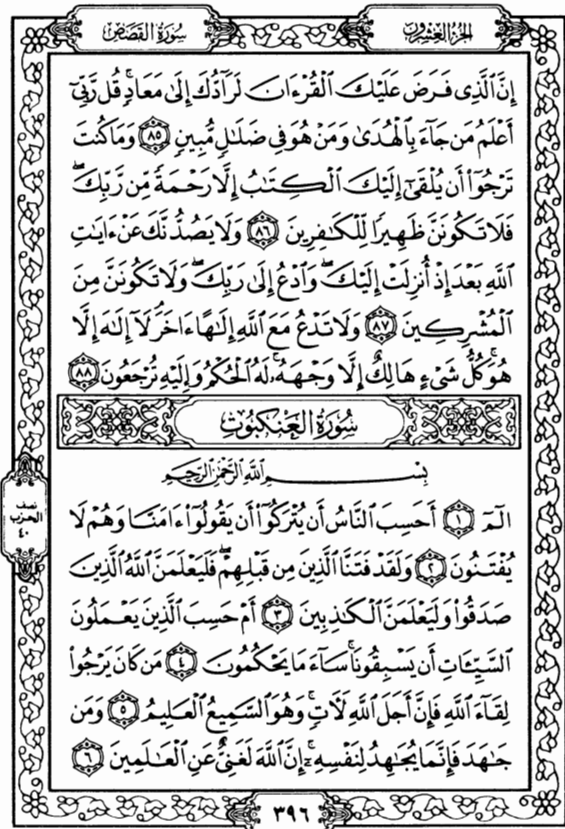 الجزء العشرون
سورة القصص
إِنَّ ٱلَّذِى فَرَضَ عَلَيْكَ ٱلْقُرْءَانَ لَرَآدُّكَ إِلَىٰ مَعَادٍ ۚ قُل رَّبِّىٓ
أَعْلَمُ مَن جَآءَ بِٱلْهُدَىٰ وَمَنْ هُوَ فِى ضَلَـٰلٍ مُّبِينٍ ٨٥ وَمَا كُنتَ
تَرْجُوٓا۟ أَن يُلْقَىٰٓ إِلَيْكَ ٱلْكِتَـٰبُ إِلَّا رَحْمَةً مِّن رَّبِّكَ ۖ
فَلَا تَكُونَنَّ ظَهِيرًا لِّلْكَـٰفِرِينَ ٨٦ وَلَا يَصُدُّنَّكَ عَنْ ءَايَـٰتِ
ٱللَّهِ بَعْدَ إِذْ أُنزِلَتْ إِلَيْكَ ۖ وَٱدْعُ إِلَىٰ رَبِّكَ ۖ وَلَا تَكُونَنَّ مِنَ
ٱلْمُشْرِكِينَ ٨٧ وَلَا تَدْعُ مَعَ ٱللَّهِ إِلَـٰهًا ءَاخَرَ ۘ لَآ إِلَـٰهَ إِلَّا
هُوَ ۚ كُلُّ شَىْءٍ هَالِكٌ إِلَّا وَجْهَهُۥ ۚ لَهُ ٱلْحُكْمُ وَإِلَيْهِ تُرْجَعُونَ ٨٨
سُورَةُ العَنكَبُوتِ
بِسْمِ ٱللَّهِ ٱلرَّحْمَـٰنِ ٱلرَّحِيمِ
الٓمٓ ١ أَحَسِبَ ٱلنَّاسُ أَن يُتْرَكُوٓا۟ أَن يَقُولُوٓا۟ ءَامَنَّا وَهُمْ لَا
يُفْتَنُونَ ٢ وَلَقَدْ فَتَنَّا ٱلَّذِينَ مِن قَبْلِهِمْ ۖ فَلَيَعْلَمَنَّ ٱللَّهُ ٱلَّذِينَ
صَدَقُوا۟ وَلَيَعْلَمَنَّ ٱلْكَـٰذِبِينَ ٣ أَمْ حَسِبَ ٱلَّذِينَ يَعْمَلُونَ
ٱلسَّيِّـَٔاتِ أَن يَسْبِقُونَا ۚ سَآءَ مَا يَحْكُمُونَ ٤ مَن كَانَ يَرْجُوا۟
لِقَآءَ ٱللَّهِ فَإِنَّ أَجَلَ ٱللَّهِ لَـَٔاتٍ ۚ وَهُوَ ٱلسَّمِيعُ ٱلْعَلِيمُ ٥ وَمَن
جَـٰهَدَ فَإِنَّمَا يُجَـٰهِدُ لِنَفْسِهِۦٓ ۚ إِنَّ ٱللَّهَ لَغَنِىٌّ عَنِ ٱلْعَـٰلَمِينَ ٦
نصف
الحزب
٤٠
٣٩٦